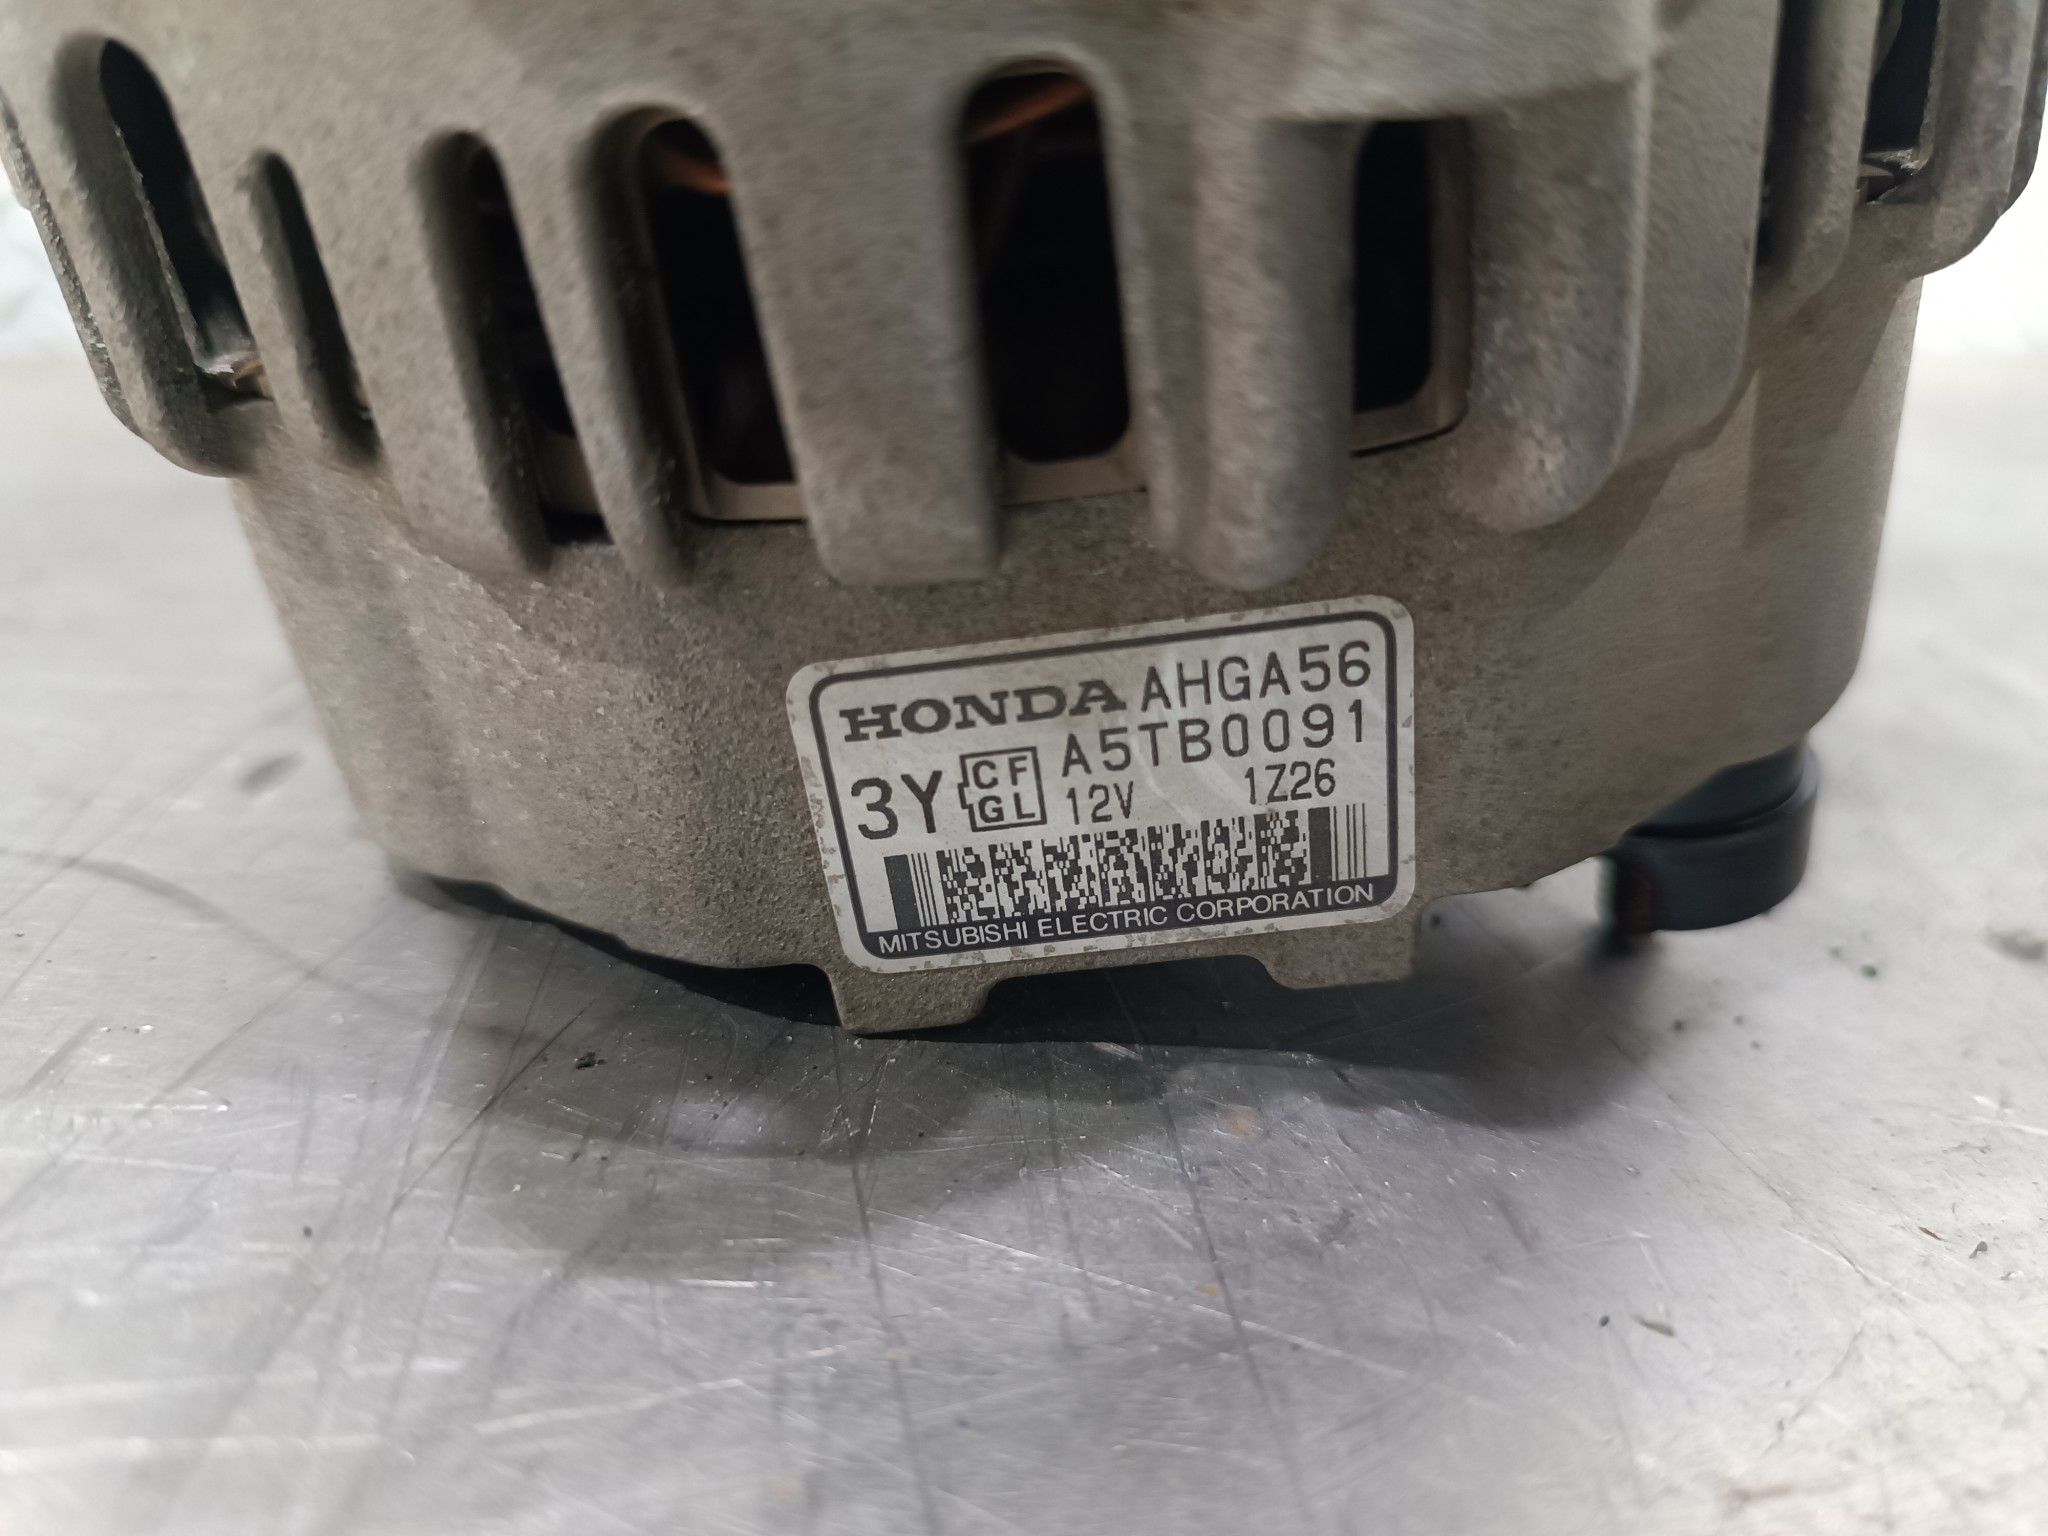 HONDA AHGA56
A5TB0091
3Y CF GL 12V 1Z26
MITSUBISHI ELECTRIC CORPORATION